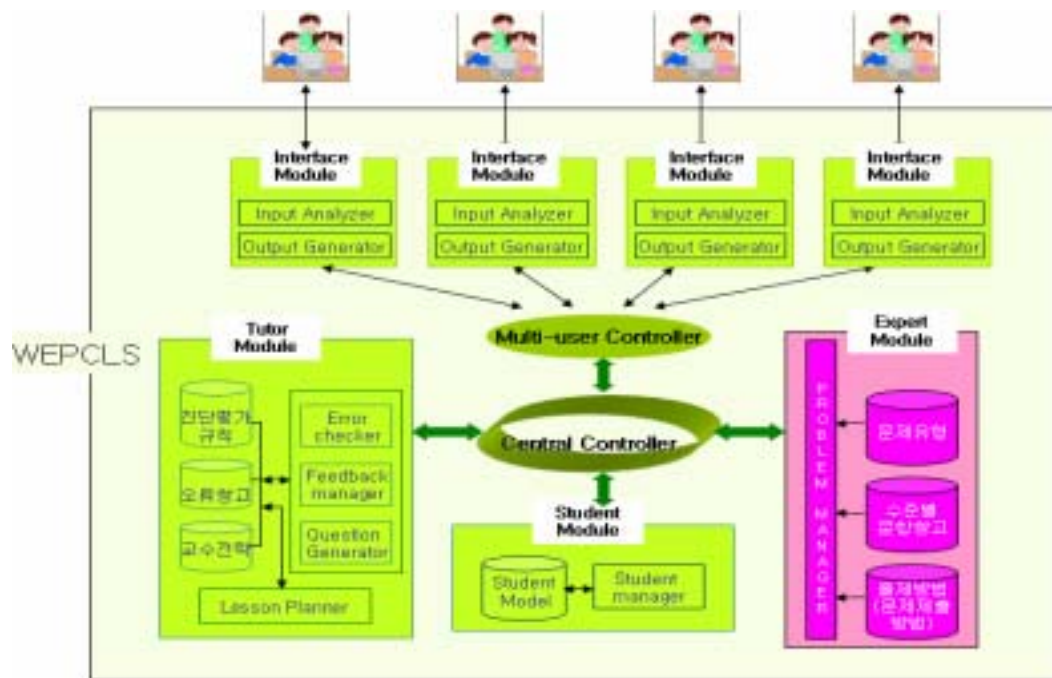 Interface
Module
Input Analyzer
Output Generator
Interface
Module
Input Analyzer
Output Generator
Interface
Module
Input Analyzer
Output Generator
Interface
Module
Input Analyzer
Output Generator
WEPCLS
Multi-user Controller
Central Controller
Tutor
Module
진단평가
규칙
오류창고
교수전략
Error
checker
Feedback
manager
Question
Generator
Lesson Planner
Student
Module
Student
Model
Student
manager
Expert
Module
PROBLEM MANAGER
문제유형
수준별
문항창고
출제방법
(문제제출
방법)